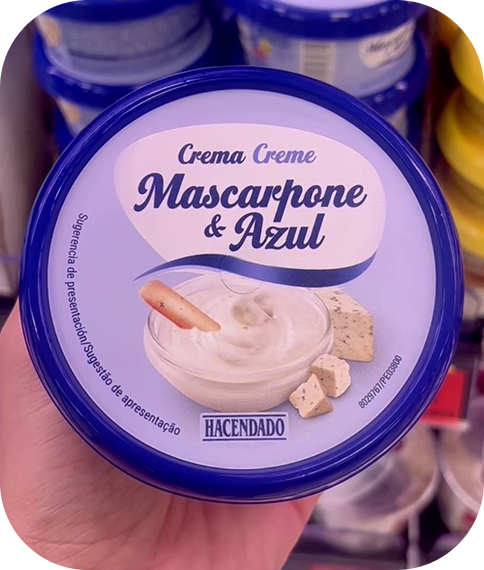 Crema Creme
Mascarpone
& Azul
Sugerencia de presentación/Sugestão de apresentação
8029767/PE03800
HACENDADO